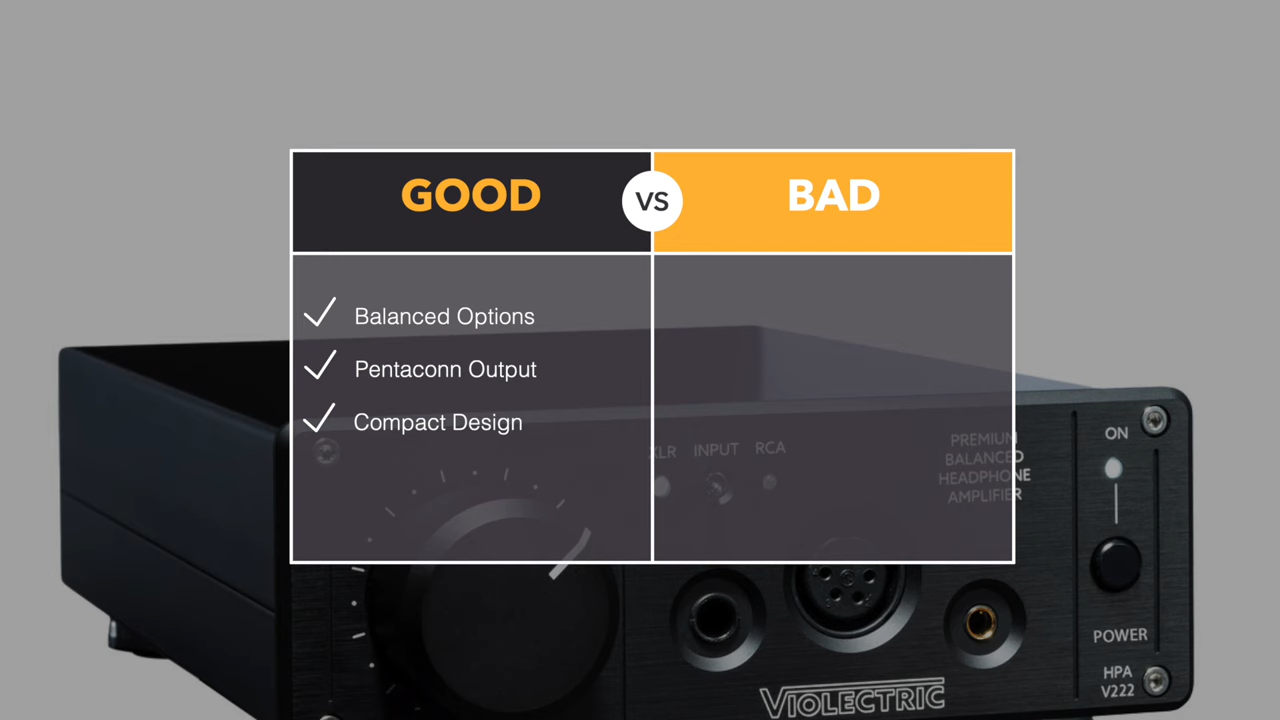 GOOD
VS
BAD
Balanced Options
Pentaconn Output
Compact Design
XLR INPUT RCA
PREMIUM
BALANCED
HEADPHONE
AMPLIFIER
ON
POWER
HPA
V222
VIOLECTRIC